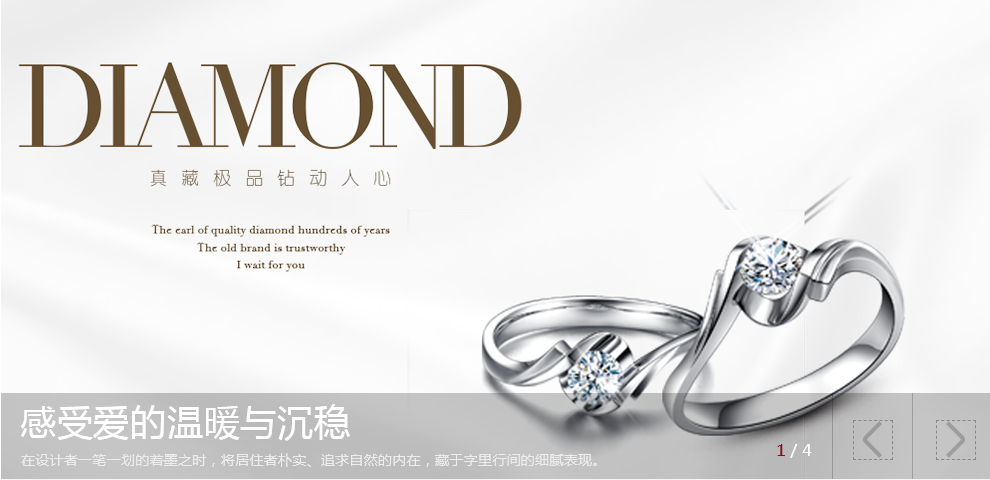 DIAMOND
真藏极品钻动人心
The earl of quality diamond hundreds of years
The old brand is trustworthy
I wait for you
感受爱的温暖与沉稳
在设计者一笔一划的着墨之时，将居住者朴实、追求自然的内在，藏于字里行间的细腻表现。
1 / 4